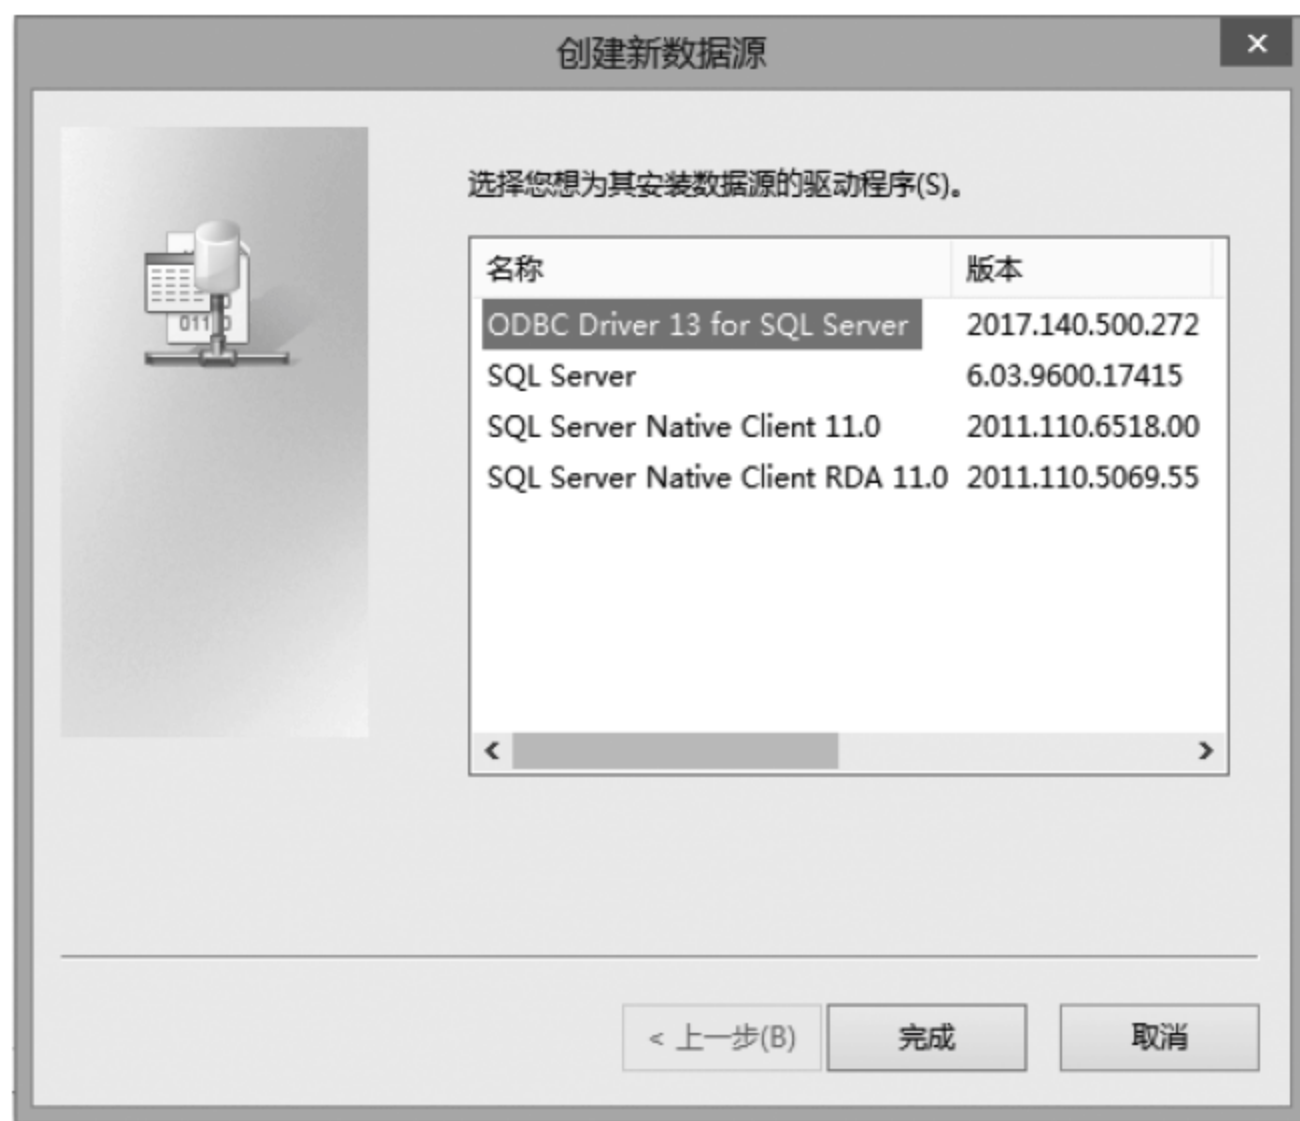 创建新数据源
选择您想为其安装数据源的驱动程序(S)。
名称 版本
ODBC Driver 13 for SQL Server 2017.140.500.272
SQL Server 6.03.9600.17415
SQL Server Native Client 11.0 2011.110.6518.00
SQL Server Native Client RDA 11.0 2011.110.5069.55
< 上一步(B) 完成 取消